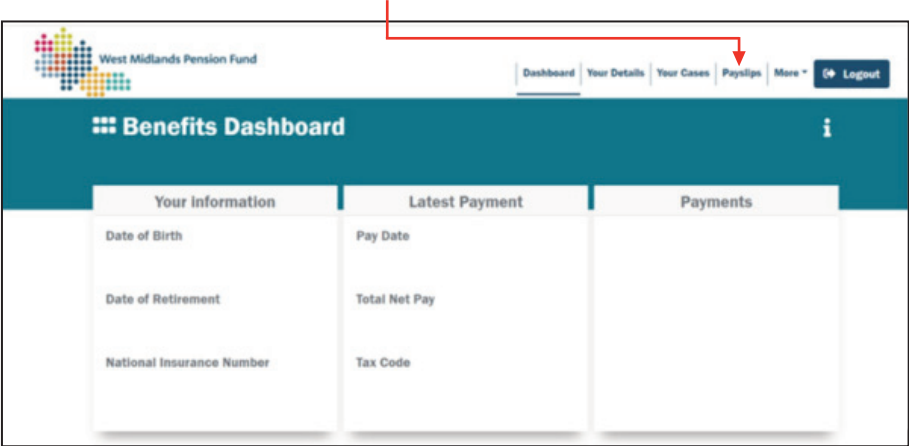 West Midlands Pension Fund
Dashboard Your Details Your Cases Payslips More Logout
Benefits Dashboard
Your information Latest Payment Payments
Date of Birth Pay Date
Date of Retirement Total Net Pay
National Insurance Number Tax Code